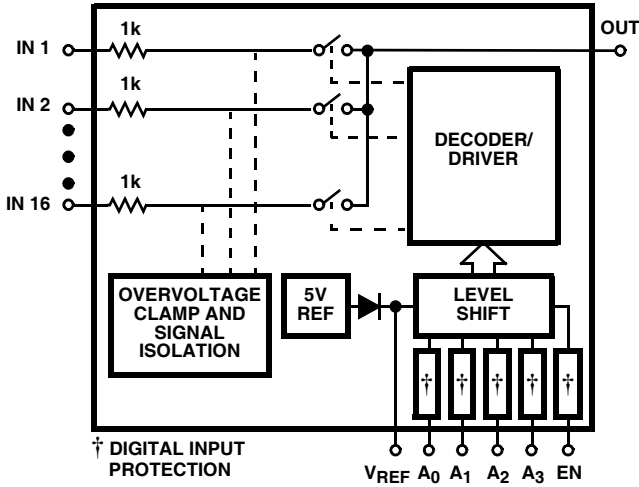 1k
IN 1
OUT
IN 2
1k
IN 16
DECODER/
DRIVER
OVERVOLTAGE
CLAMP AND
SIGNAL
ISOLATION
5V
REF
LEVEL
SHIFT
† † † † †
† DIGITAL INPUT
PROTECTION
VREF A0 A1 A2 A3 EN